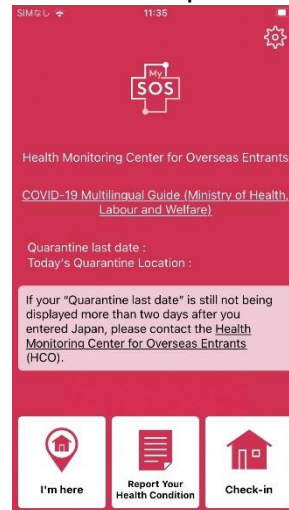 SIMなし 11:35
My
SOS
Health Monitoring Center for Overseas Entrants
COVID-19 Multilingual Guide (Ministry of Health,
Labour and Welfare)
Quarantine last date :
Today's Quarantine Location :
If your "Quarantine last date" is still not being
displayed more than two days after you
entered Japan, please contact the Health
Monitoring Center for Overseas Entrants
(HCO).
I'm here
Report Your
Health Condition
Check-in